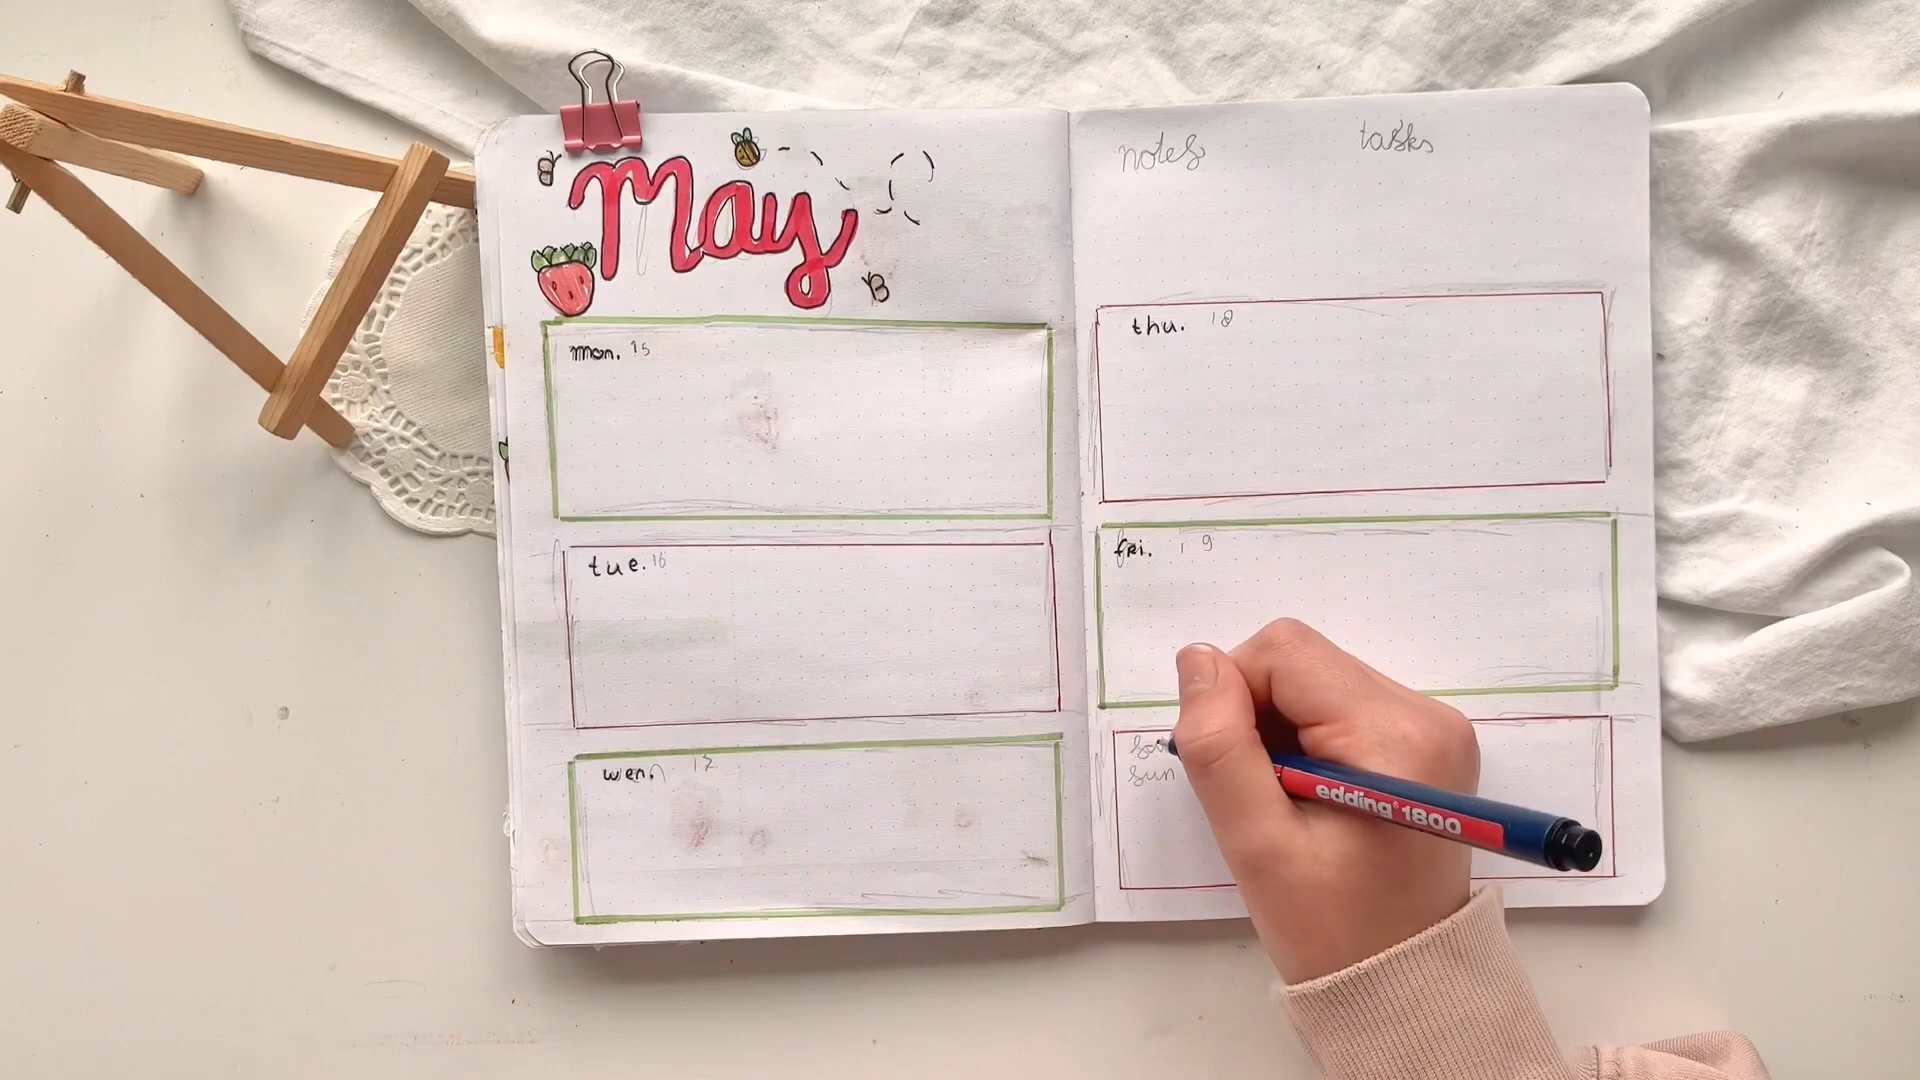 May
mon. 15
tue. 16
wen. 17
notes
tasks
thu. 18
fri. 19
sun
edding 1800